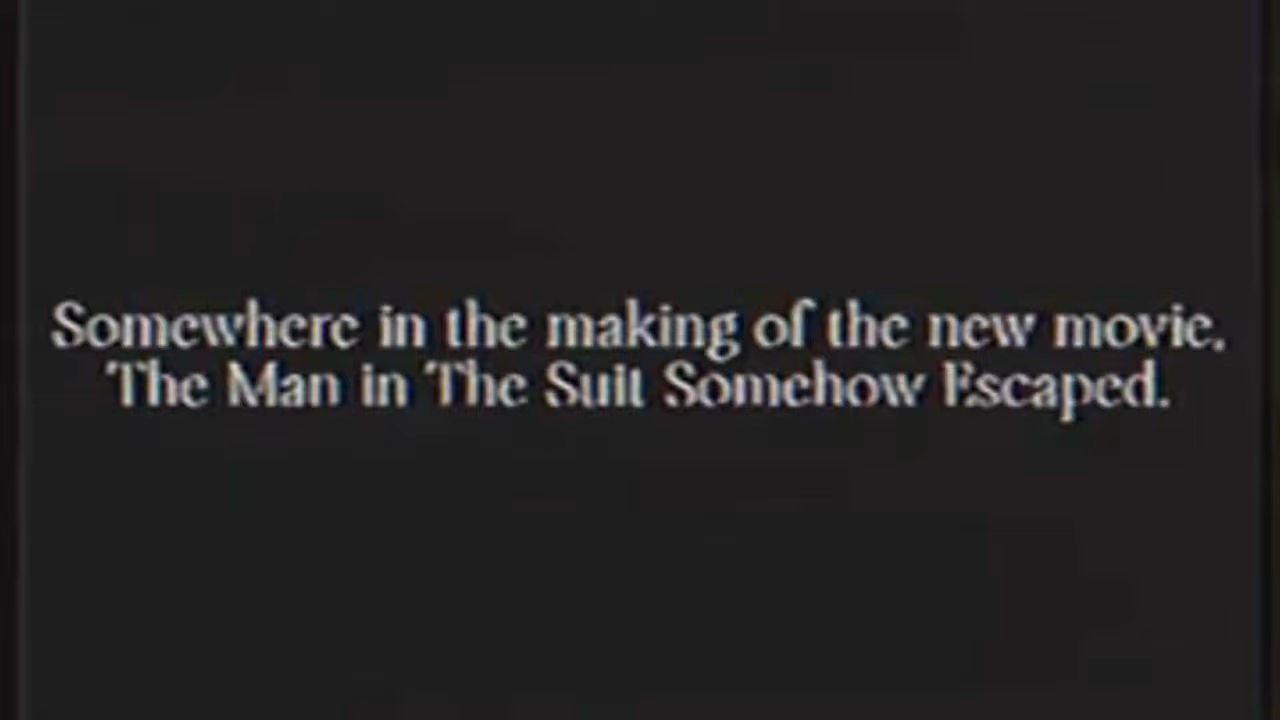 Somewhere in the making of the new movie.
The Man in The Suit Somehow Escaped.